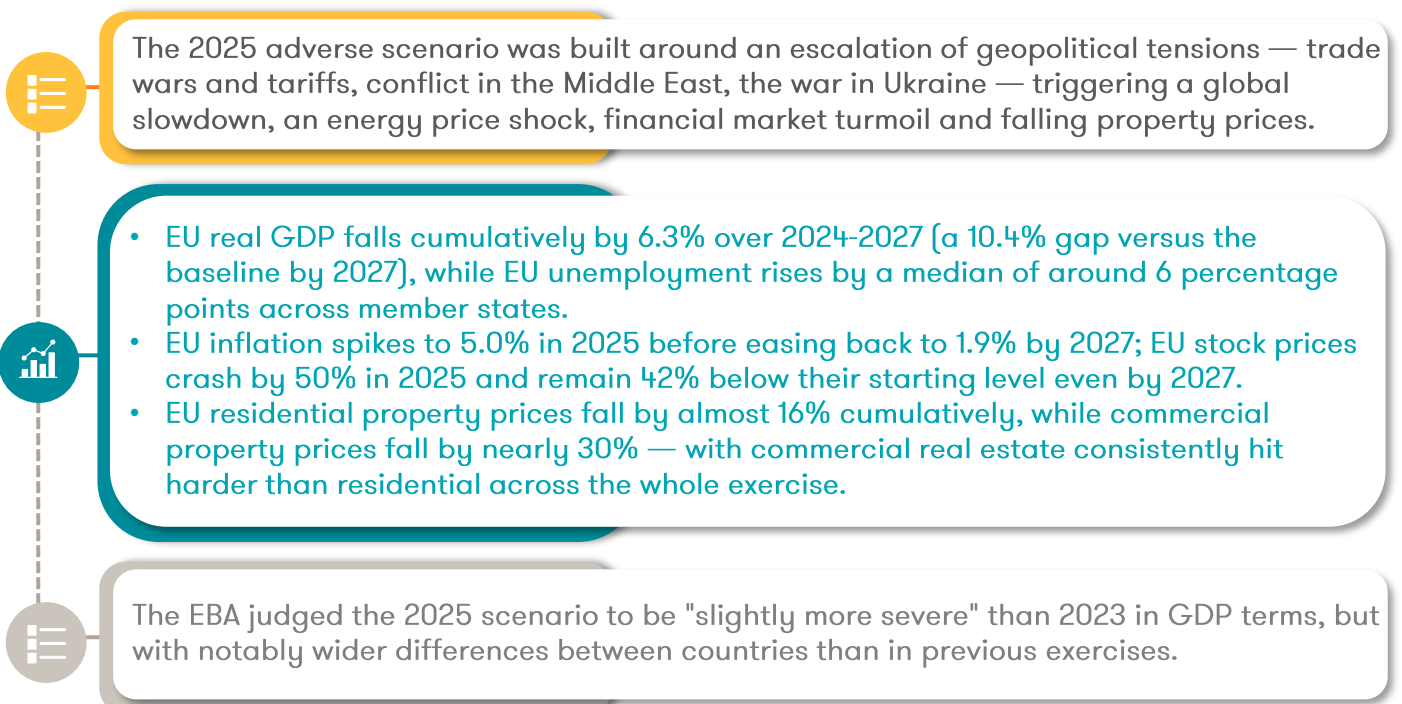 The 2025 adverse scenario was built around an escalation of geopolitical tensions — trade
wars and tariffs, conflict in the Middle East, the war in Ukraine — triggering a global
slowdown, an energy price shock, financial market turmoil and falling property prices.
• EU real GDP falls cumulatively by 6.3% over 2024-2027 (a 10.4% gap versus the
baseline by 2027), while EU unemployment rises by a median of around 6 percentage
points across member states.
• EU inflation spikes to 5.0% in 2025 before easing back to 1.9% by 2027; EU stock prices
crash by 50% in 2025 and remain 42% below their starting level even by 2027.
• EU residential property prices fall by almost 16% cumulatively, while commercial
property prices fall by nearly 30% — with commercial real estate consistently hit
harder than residential across the whole exercise.
The EBA judged the 2025 scenario to be "slightly more severe" than 2023 in GDP terms, but
with notably wider differences between countries than in previous exercises.